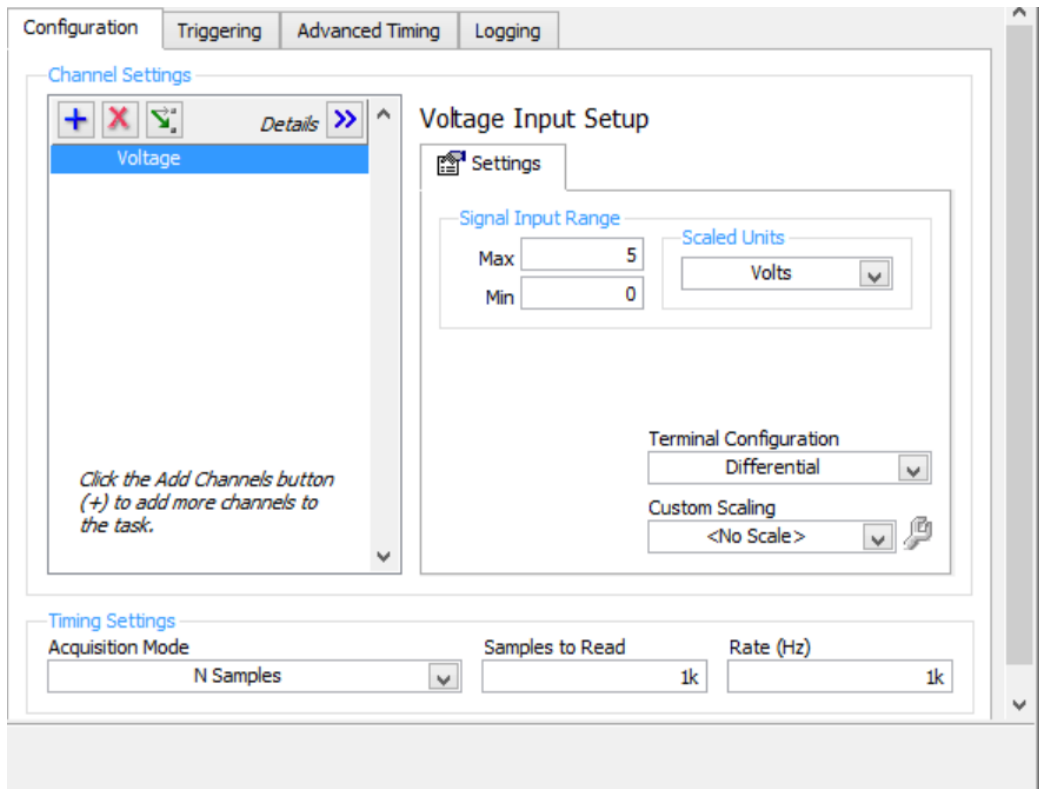 Configuration
Triggering
Advanced Timing
Logging
Channel Settings
Details
Voltage
Click the Add Channels button
(+) to add more channels to
the task.
Voltage Input Setup
Settings
Signal Input Range
Max 5
Min 0
Scaled Units
Volts
Terminal Configuration
Differential
Custom Scaling
<No Scale>
Timing Settings
Acquisition Mode
N Samples
Samples to Read
1k
Rate (Hz)
1k